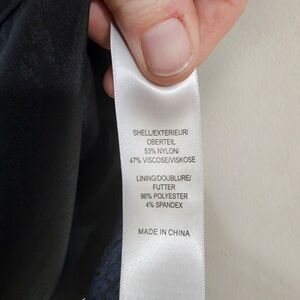 SHELL/EXTERIEUR/
OBERTEIL
53% NYLON/
47% VISCOSE/VISKOSE
LINING/DOUBLURE/
FUTTER
96% POLYESTER
4% SPANDEX
MADE IN CHINA